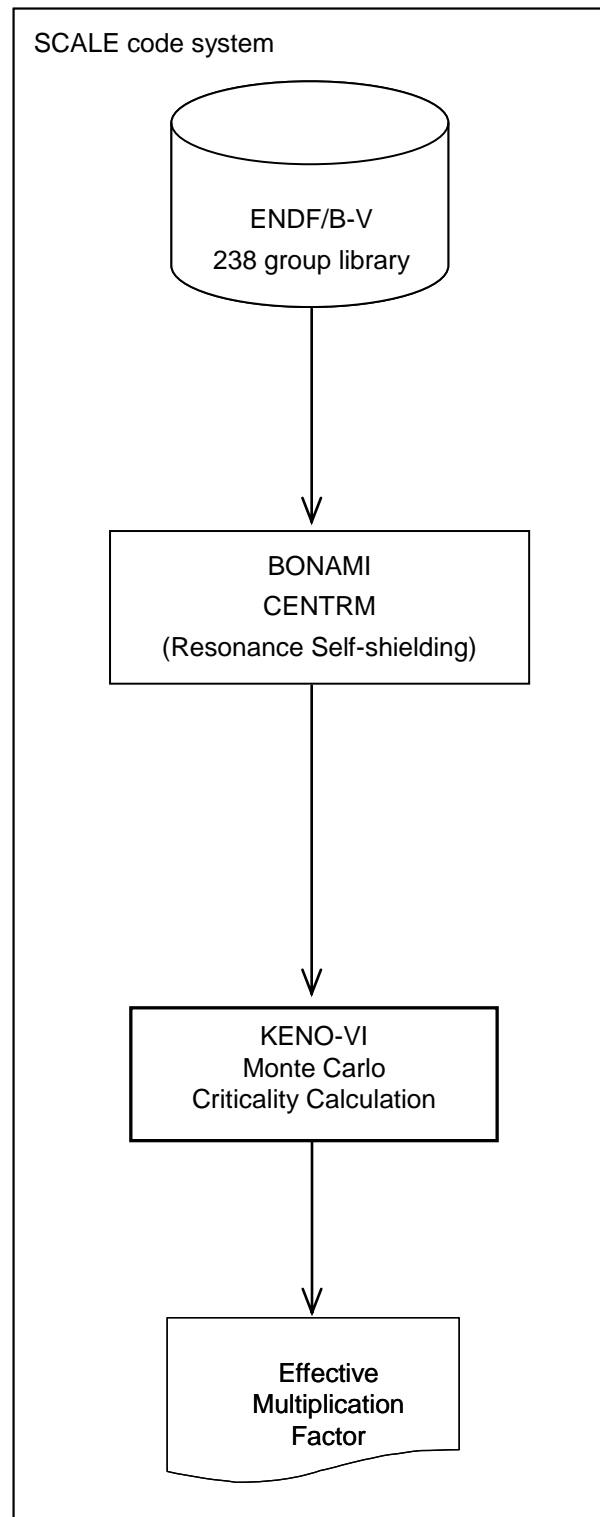 SCALE code system
ENDF/B-V
238 group library
BONAMI
CENTRM
(Resonance Self-shielding)
KENO-VI
Monte Carlo
Criticality Calculation
Effective
Multiplication
Factor